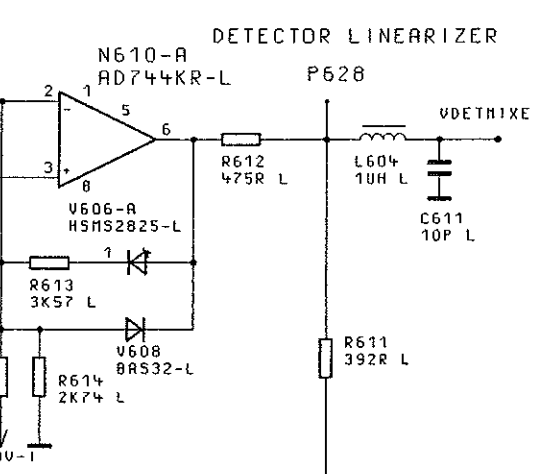 DETECTOR LINEARIZER
N610-A
AD744KR-L
P628
2
1
5
6
3
8
VDETMIXE
R612
475R L
L604
1UH L
C611
10P L
V606-A
HSMS2825-L
1
R613
3K57 L
V608
BAS32-L
R611
392R L
R614
2K74 L